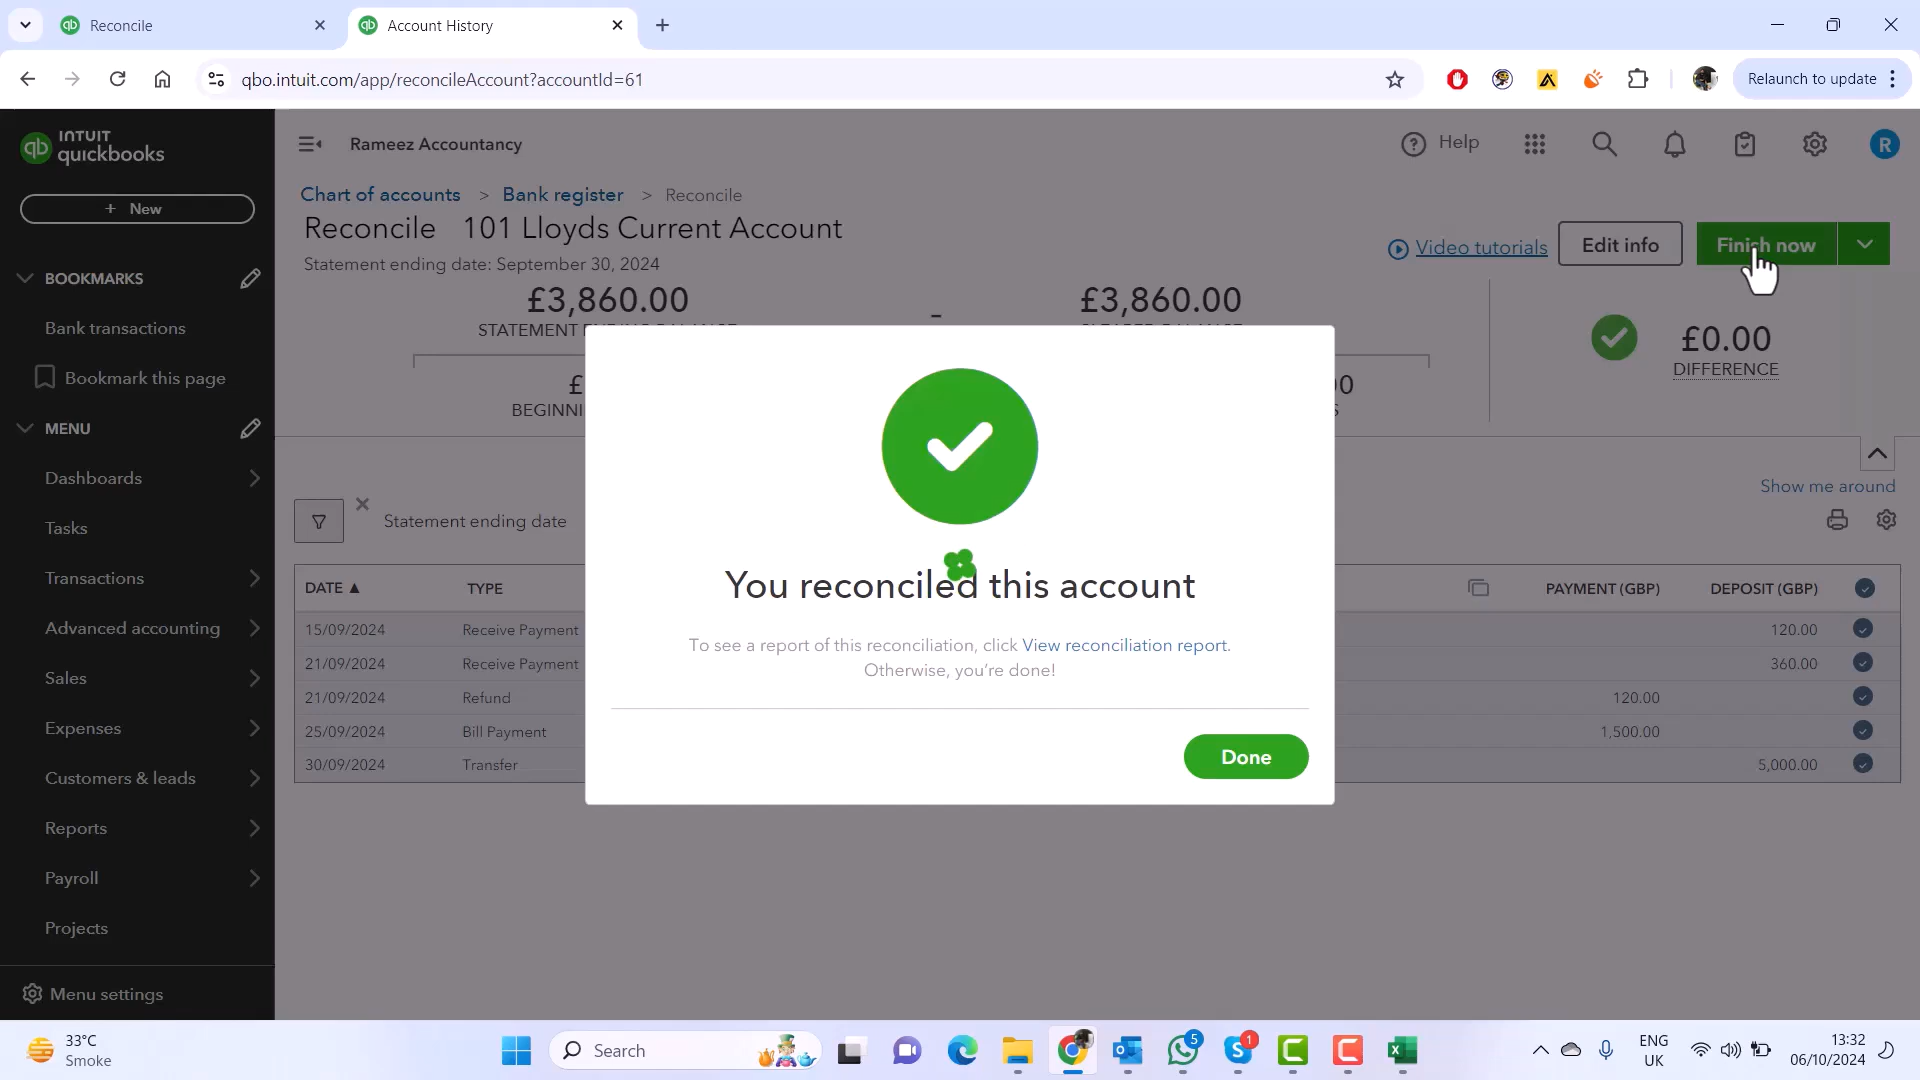 Reconcile
Account History
qbo.intuit.com/app/reconcileAccount?accountId=61
Relaunch to update
INTUIT
quickbooks
Rameez Accountancy
Help
R
+ New
Chart of accounts > Bank register > Reconcile
Reconcile 101 Lloyds Current Account
Video tutorials
Edit info
Finish now
Statement ending date: September 30, 2024
BOOKMARKS
Bank transactions
Bookmark this page
MENU
Dashboards
Tasks
Transactions
Advanced accounting
Sales
Expenses
Customers & leads
Payroll
Projects
Menu settings
£3,860.00
-
£3,860.00
£0.00
DIFFERENCE
STATEMENT
£
BEGINNI
Show me around
Statement ending date
DATE ▲ TYPE PAYMENT (GBP) DEPOSIT (GBP)
15/09/2024 Receive Payment 120.00
21/09/2024 Receive Payment 360.00
21/09/2024 Refund 120.00
25/09/2024 Bill Payment 1,500.00
30/09/2024 Transfer 5,000.00
You reconciled this account
To see a report of this reconciliation, click View reconciliation report.
Otherwise, you're done!
Done
33°C
Smoke
Search
5
1
ENG
UK
13:32
06/10/2024